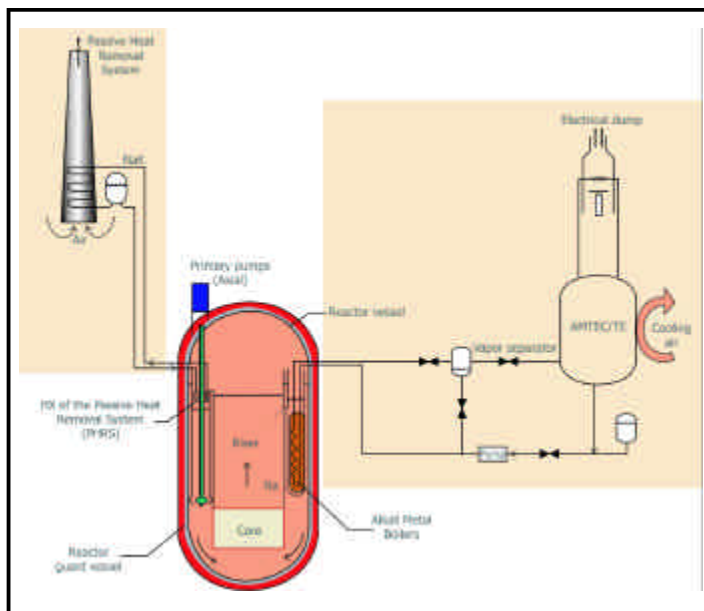 Passive Heat
Removal
System
NaK
Air
Electrical dump
Primary pumps
(Axial)
Reactor vessel
AMTEC/TE
Cooling
air
Vapor separator
HX of the Passive Heat
Removal System
(PHRS)
Riser
Na
Pump
Core
Alkali Metal
Boilers
Reactor
guard vessel